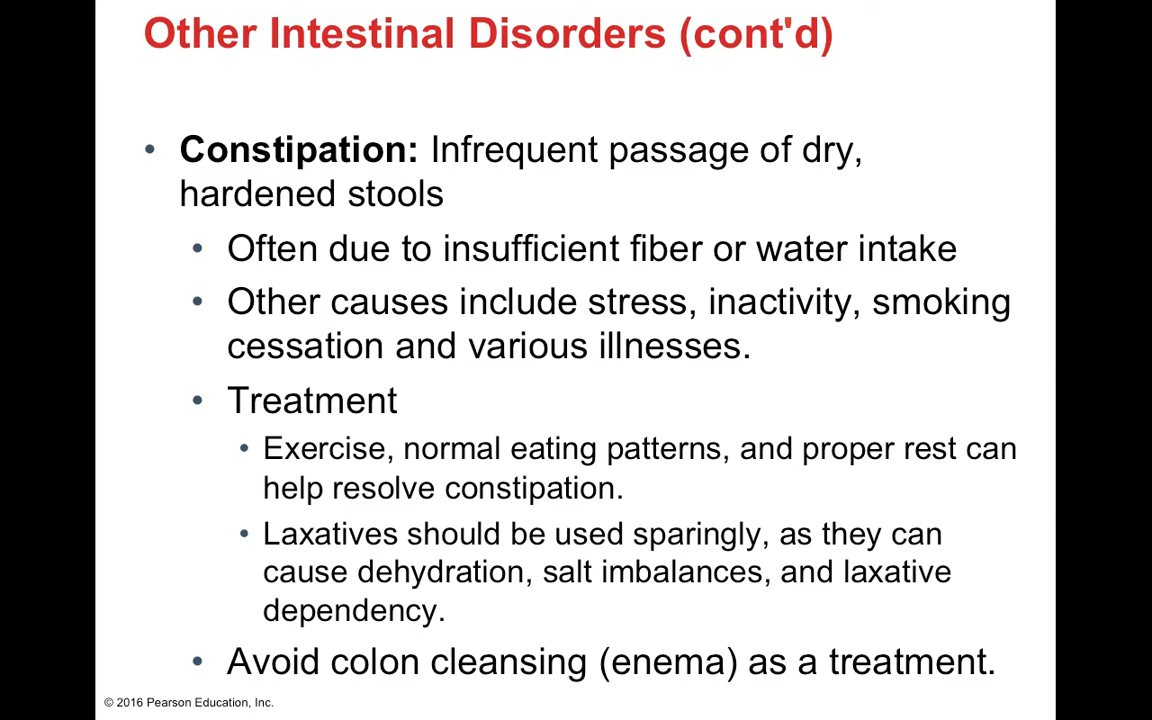 Other Intestinal Disorders (cont'd)
• Constipation: Infrequent passage of dry,
hardened stools
• Often due to insufficient fiber or water intake
• Other causes include stress, inactivity, smoking
cessation and various illnesses.
• Treatment
• Exercise, normal eating patterns, and proper rest can
help resolve constipation.
• Laxatives should be used sparingly, as they can
cause dehydration, salt imbalances, and laxative
dependency.
• Avoid colon cleansing (enema) as a treatment.
© 2016 Pearson Education, Inc.